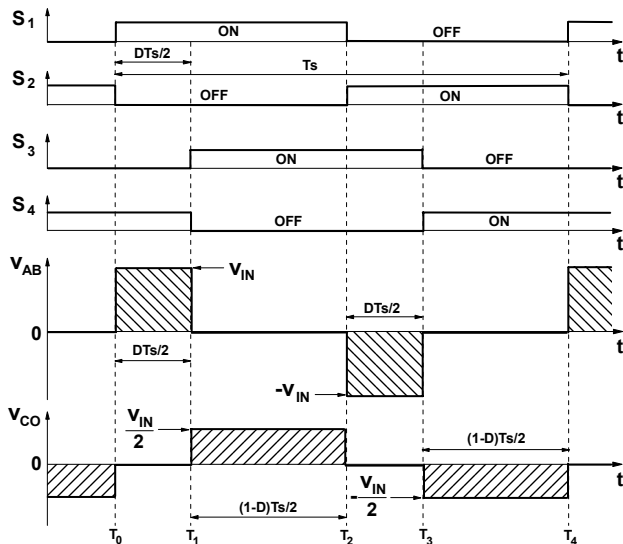 S1
ON
OFF
t
DTs/2
Ts
S2
OFF
ON
t
S3
ON
OFF
t
S4
OFF
ON
t
VAB
VIN
DTs/2
0
t
DTs/2
-VIN
VCO
VIN
2
(1-D)Ts/2
0
t
(1-D)Ts/2
VIN
2
T0
T1
T2
T3
T4